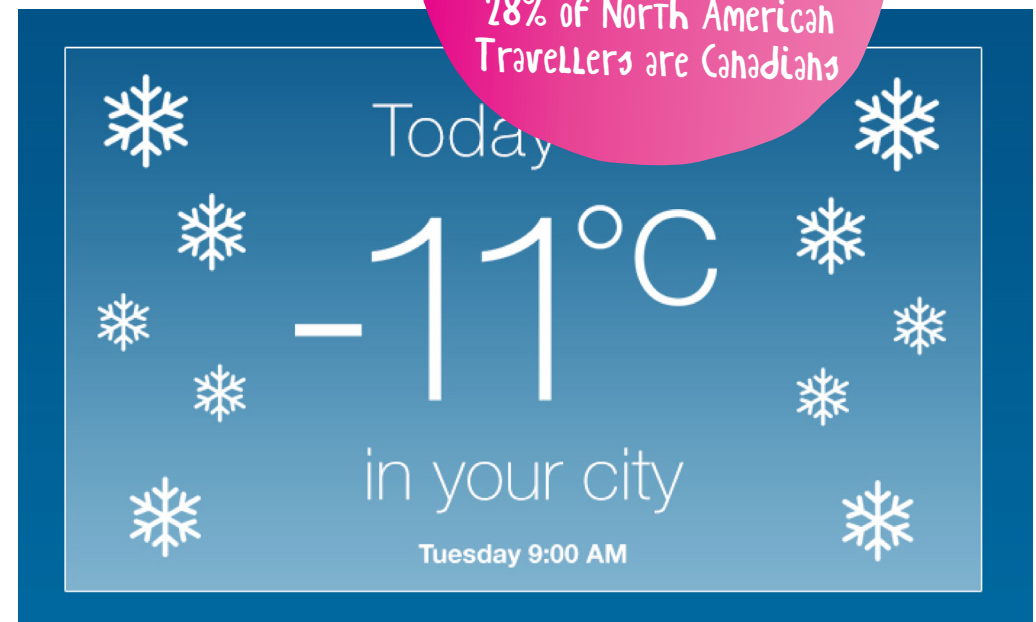 28% of North American
Travellers are Canadians
Today
-11°C
in your city
Tuesday 9:00 AM